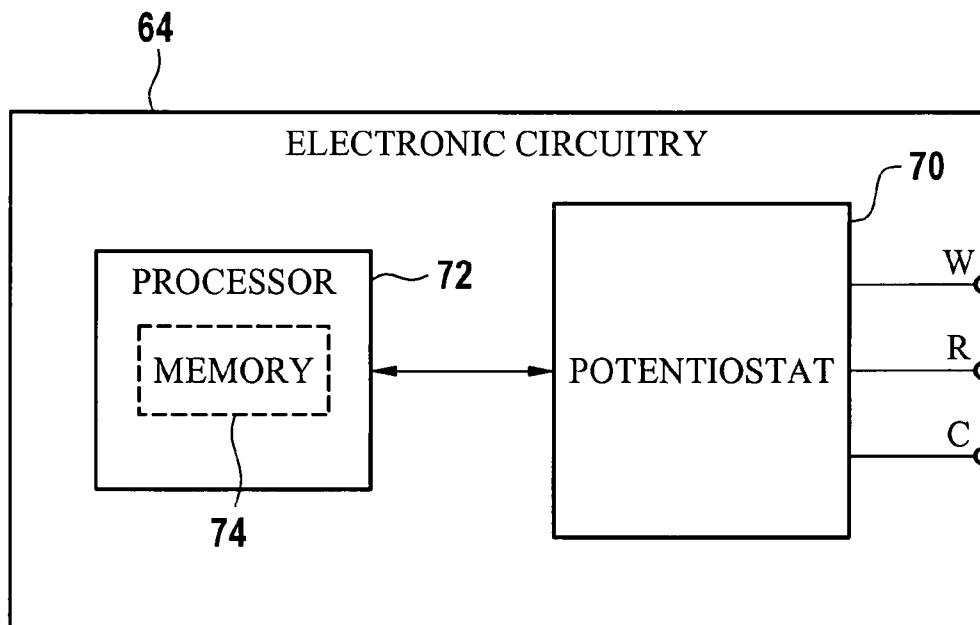 64
ELECTRONIC CIRCUITRY
70
PROCESSOR
72
MEMORY
74
POTENTIOSTAT
W
R
C